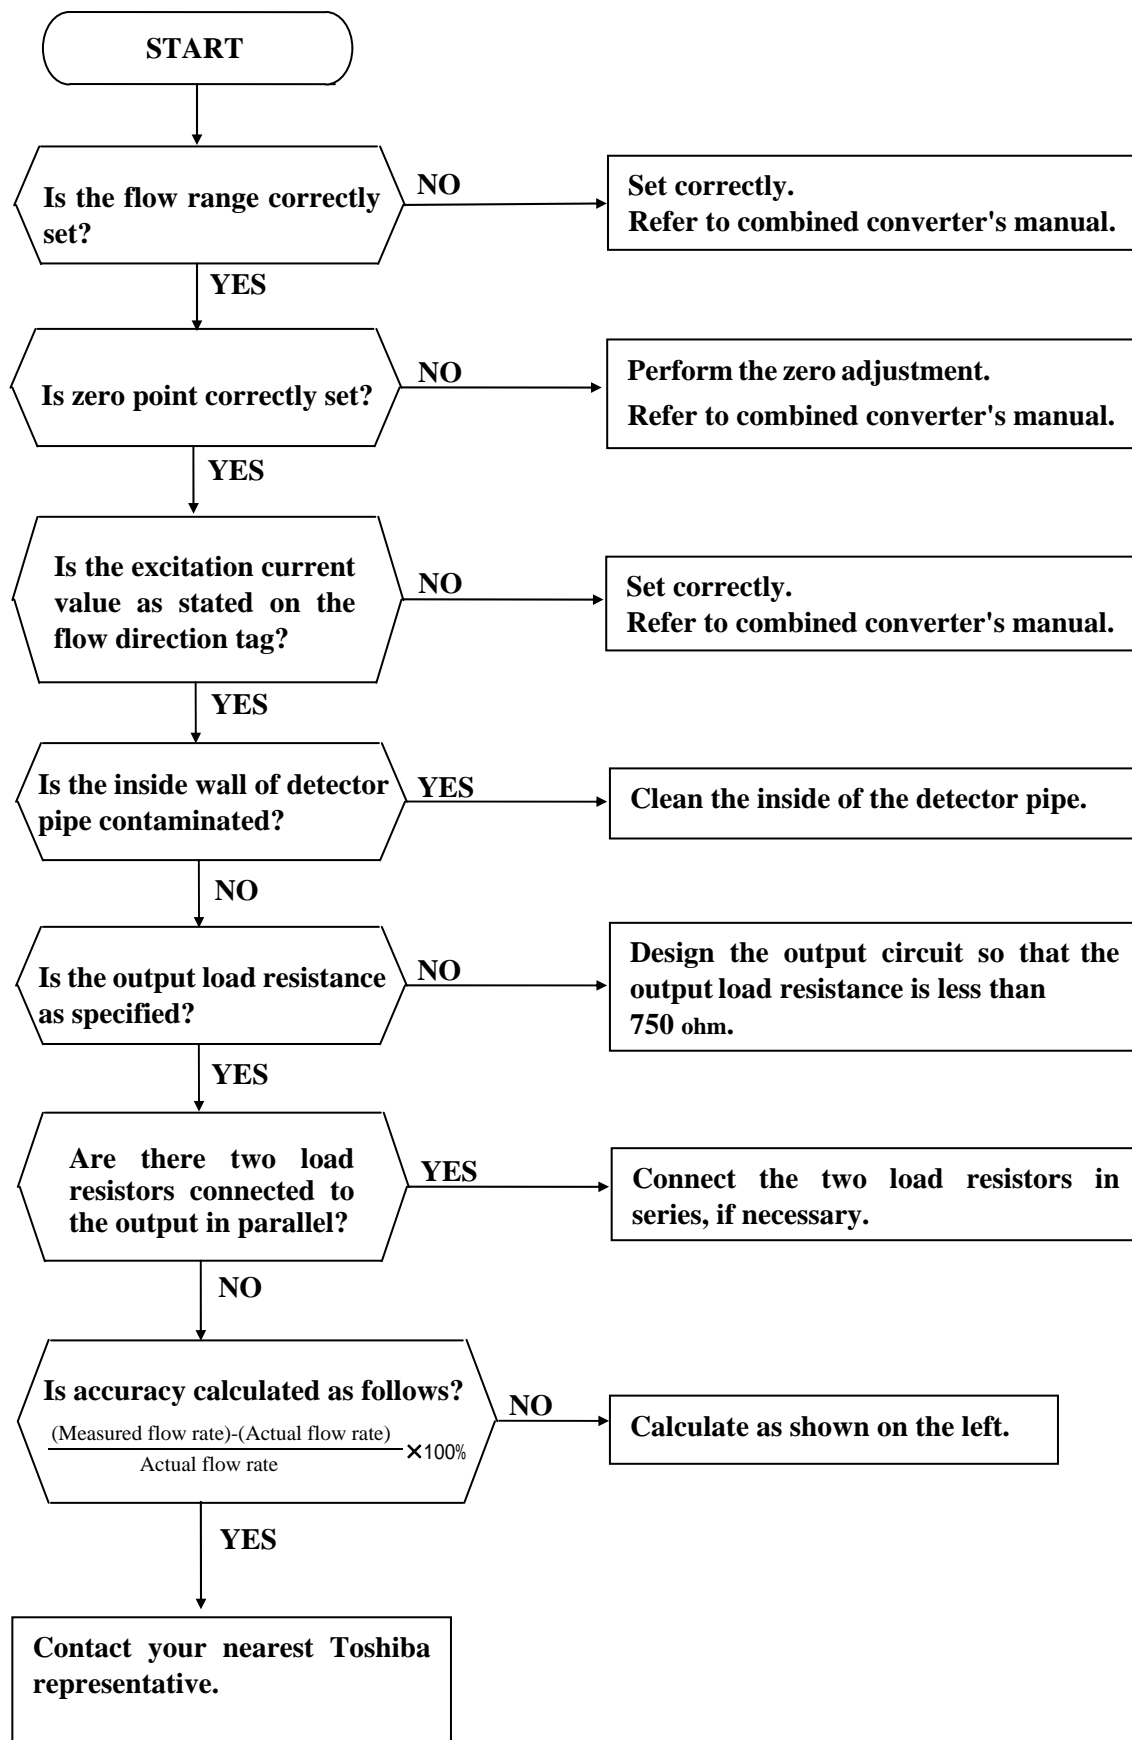 START
Is the flow range correctly
set?
NO
Set correctly.
Refer to combined converter's manual.
YES
Is zero point correctly set?
NO
Perform the zero adjustment.
Refer to combined converter's manual.
YES
Is the excitation current
value as stated on the
flow direction tag?
NO
Set correctly.
Refer to combined converter's manual.
YES
Is the inside wall of detector
pipe contaminated?
YES
Clean the inside of the detector pipe.
NO
Is the output load resistance
as specified?
NO
Design the output circuit so that the
output load resistance is less than
750 ohm.
YES
Are there two load
resistors connected to
the output in parallel?
YES
Connect the two load resistors in
series, if necessary.
NO
Is accuracy calculated as follows?
(Measured flow rate)-(Actual flow rate)
Actual flow rate
×100%
NO
Calculate as shown on the left.
YES
Contact your nearest Toshiba
representative.